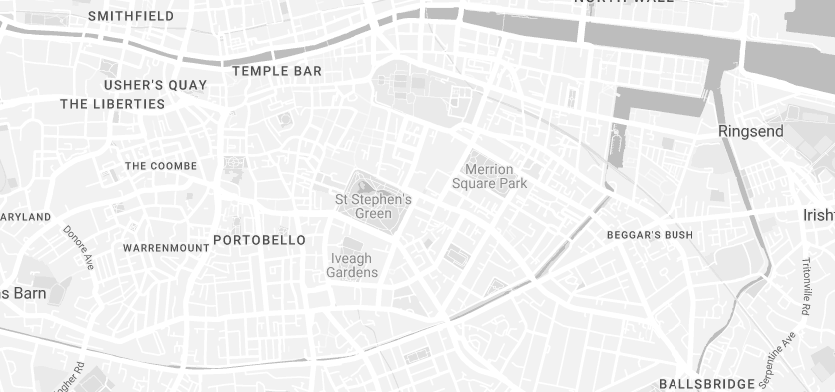 NORTH WALL
SMITHFIELD
TEMPLE BAR
USHER'S QUAY
THE LIBERTIES
Ringsend
THE COOMBE
Merrion
Square Park
St Stephen's
Green
ARYLAND
Irish
Donore Ave
WARRENMOUNT
PORTOBELLO
BEGGAR'S BUSH
Iveagh
Gardens
s Barn
Tritonville Rd
Serpentine Ave
gher Rd
BALLSBRIDGE